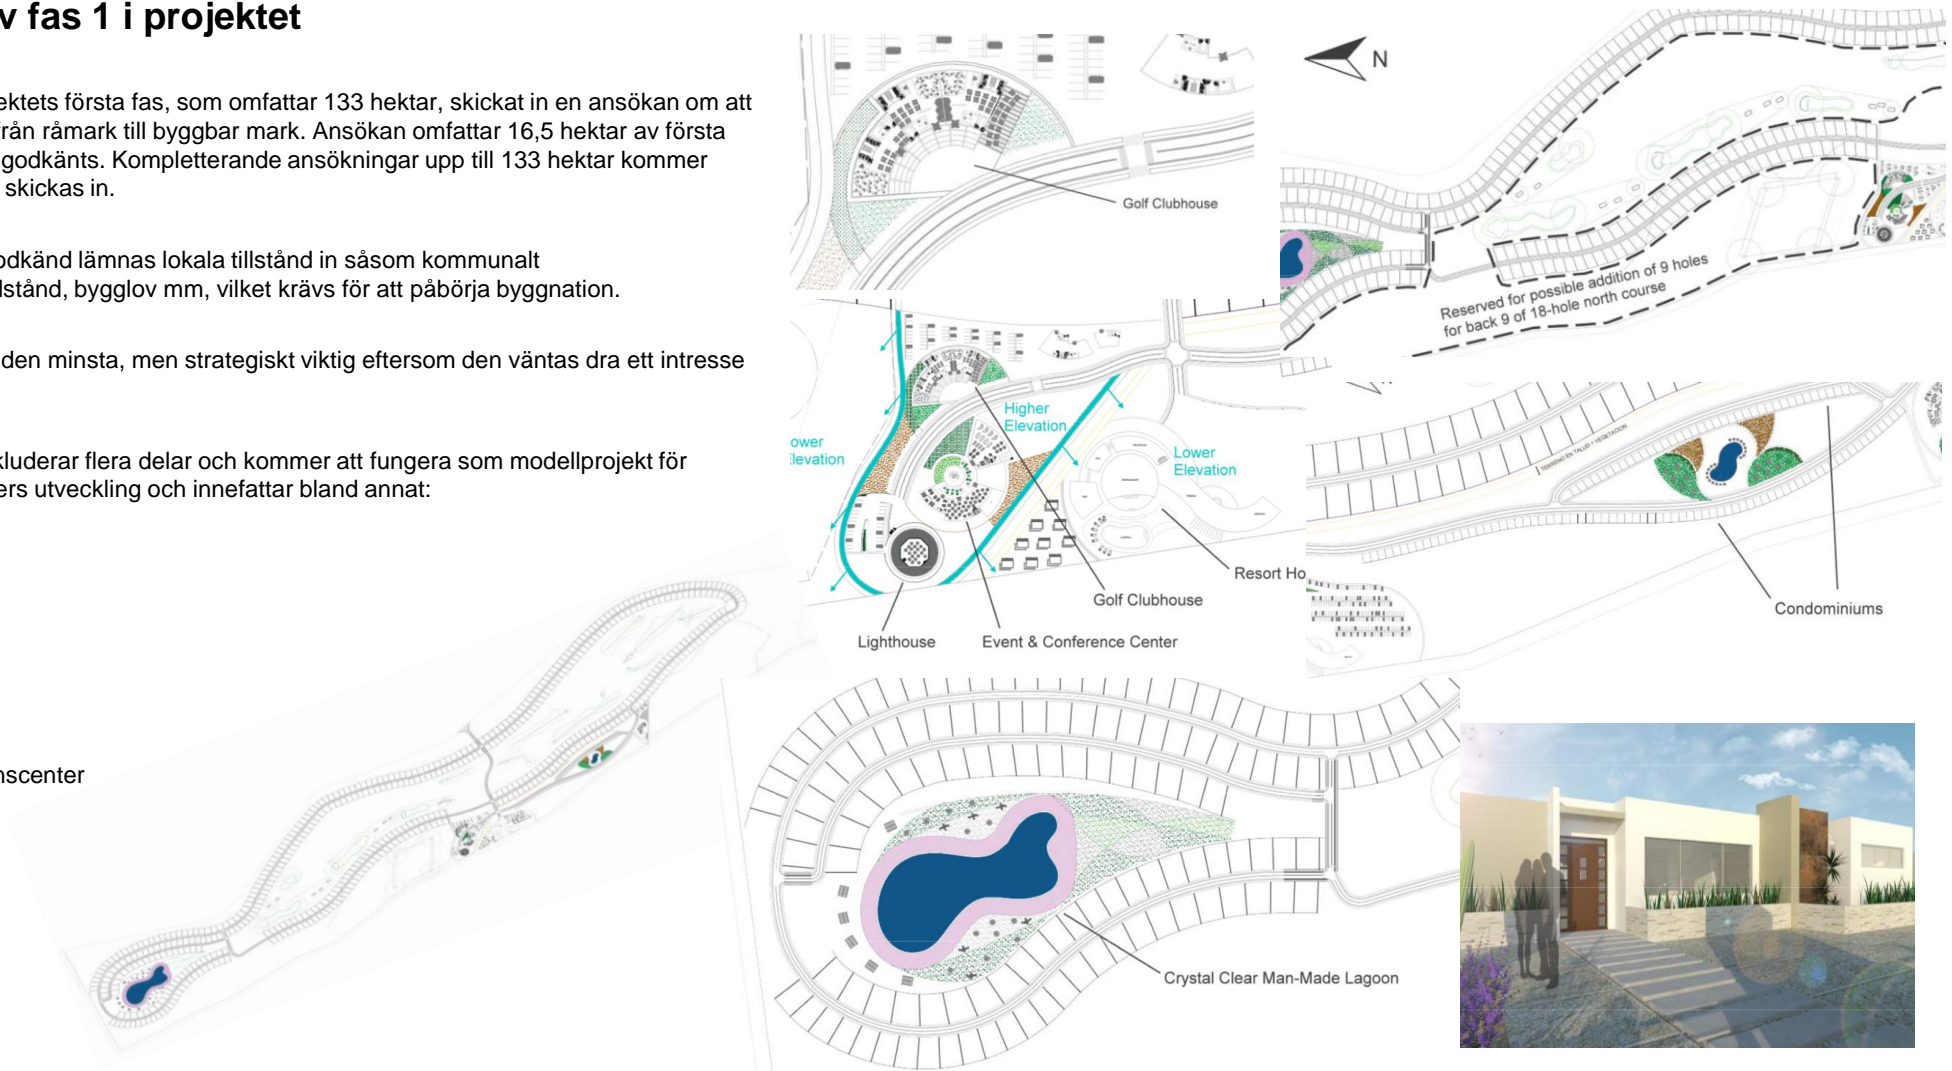 v fas 1 i projektet
ektets första fas, som omfattar 133 hektar, skickat in en ansökan om att
från råmark till byggbar mark. Ansökan omfattar 16,5 hektar av första
godkänts. Kompletterande ansökningar upp till 133 hektar kommer
skickas in.
odkänd lämnas lokala tillstånd in såsom kommunalt
lstånd, bygglov mm, vilket krävs för att påbörja byggnation.
den minsta, men strategiskt viktig eftersom den väntas dra ett intresse
kluderar flera delar och kommer att fungera som modellprojekt för
ers utveckling och innefattar bland annat:
nscenter
Golf Clubhouse
N
Reserved for possible addition of 9 holes
for back 9 of 18-hole north course
Higher
Elevation
ower
Elevation
Lower
Elevation
Resort Ho
Golf Clubhouse
Lighthouse
Event & Conference Center
TERRENO EN TALUD + VEGETACION
Condominiums
Crystal Clear Man-Made Lagoon